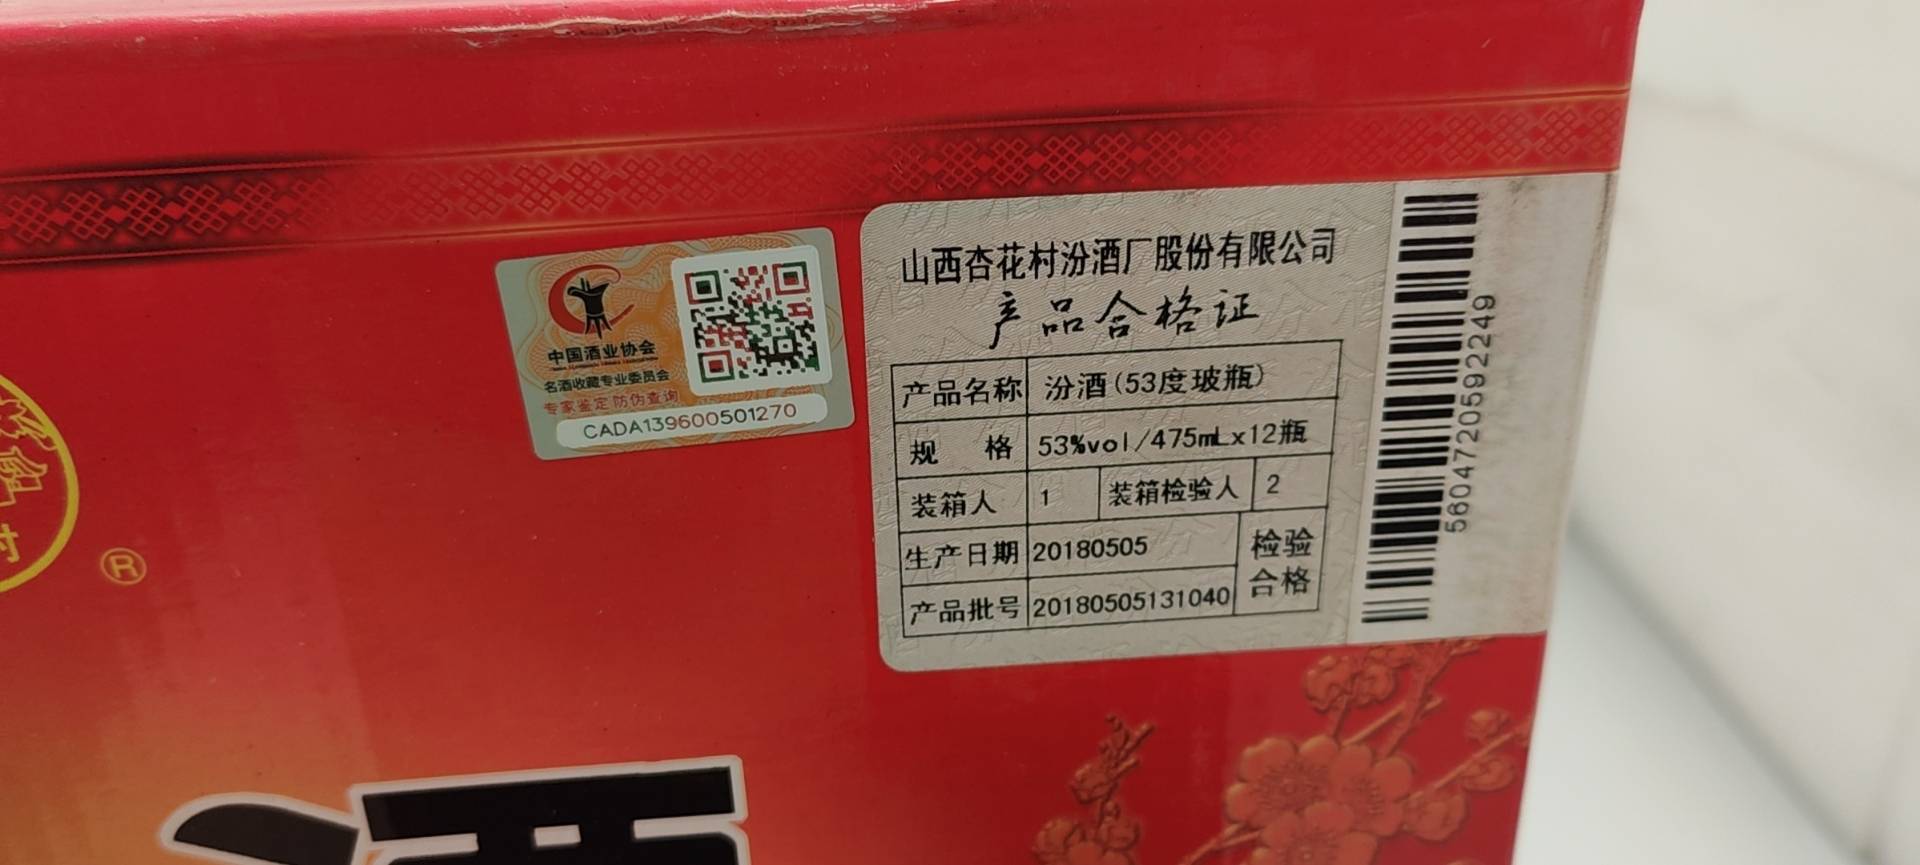 山西杏花村汾酒厂股份有限公司
产品合格证
产品名称 汾酒(53度玻瓶)
规 格 53%vol/475mLx12瓶
装箱人 1 装箱检验人 2
生产日期 20180505 检验
产品批号 20180505131040 合格
5604720592249
中国酒业协会
名酒收藏专业委员会
专家鉴定 防伪查询
CADA139600501270
村
®
酒